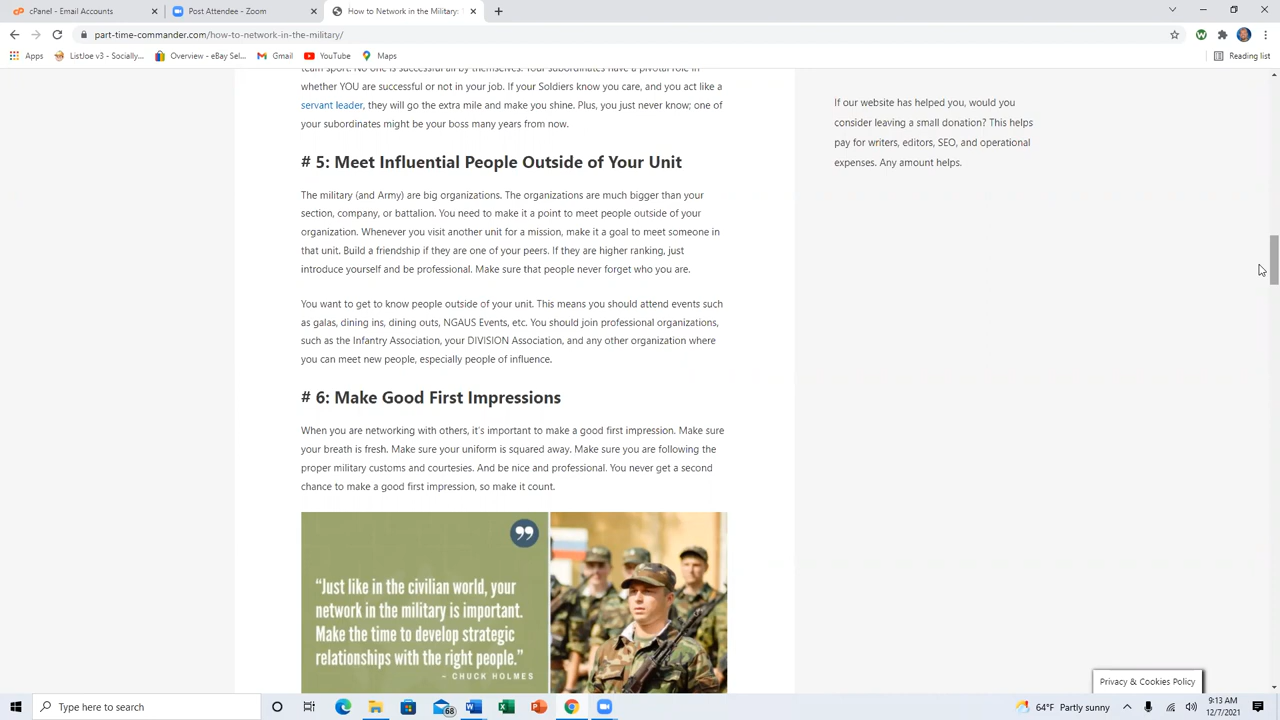 cPanel - Email Accounts
Post Attendee - Zoom
How to Network in the Military:
part-time-commander.com/how-to-network-in-the-military/
Apps
ListJoe v3 - Socially...
Overview - eBay Sel...
Gmail
YouTube
Maps
Reading list
team sport. No one is successful all by themselves. Your subordinates have a pivotal role in
whether YOU are successful or not in your job. If your Soldiers know you care, and you act like a
servant leader, they will go the extra mile and make you shine. Plus, you just never know; one of
your subordinates might be your boss many years from now.
# 5: Meet Influential People Outside of Your Unit
The military (and Army) are big organizations. The organizations are much bigger than your
section, company, or battalion. You need to make it a point to meet people outside of your
organization. Whenever you visit another unit for a mission, make it a goal to meet someone in
that unit. Build a friendship if they are one of your peers. If they are higher ranking, just
introduce yourself and be professional. Make sure that people never forget who you are.
You want to get to know people outside of your unit. This means you should attend events such
as galas, dining ins, dining outs, NGAUS Events, etc. You should join professional organizations,
such as the Infantry Association, your DIVISION Association, and any other organization where
you can meet new people, especially people of influence.
# 6: Make Good First Impressions
When you are networking with others, it's important to make a good first impression. Make sure
your breath is fresh. Make sure your uniform is squared away. Make sure you are following the
proper military customs and courtesies. And be nice and professional. You never get a second
chance to make a good first impression, so make it count.
"Just like in the civilian world, your
network in the military is important.
Make the time to develop strategic
relationships with the right people."
– CHUCK HOLMES
If our website has helped you, would you
consider leaving a small donation? This helps
pay for writers, editors, SEO, and operational
expenses. Any amount helps.
Privacy & Cookies Policy
Type here to search
68
64°F Partly sunny
9:13 AM
12/7/2021